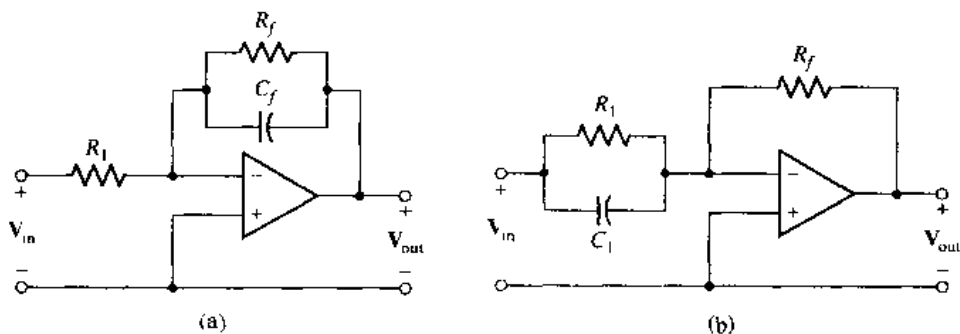 R_f
C_f
R_1
−
+
+
V_in
−
+
V_out
−
(a)
R_f
R_1
C_1
−
+
+
V_in
−
+
V_out
−
(b)